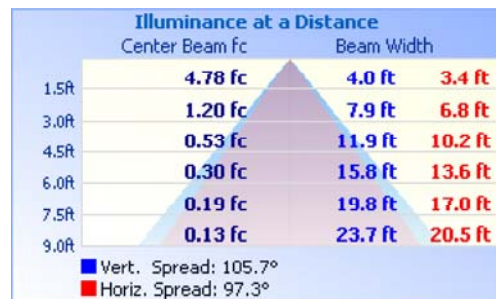 Illuminance at a Distance
Center Beam fc Beam Width
1.5ft 4.78 fc 4.0 ft 3.4 ft
3.0ft 1.20 fc 7.9 ft 6.8 ft
4.5ft 0.53 fc 11.9 ft 10.2 ft
6.0ft 0.30 fc 15.8 ft 13.6 ft
7.5ft 0.19 fc 19.8 ft 17.0 ft
9.0ft 0.13 fc 23.7 ft 20.5 ft
Vert. Spread: 105.7°
Horiz. Spread: 97.3°